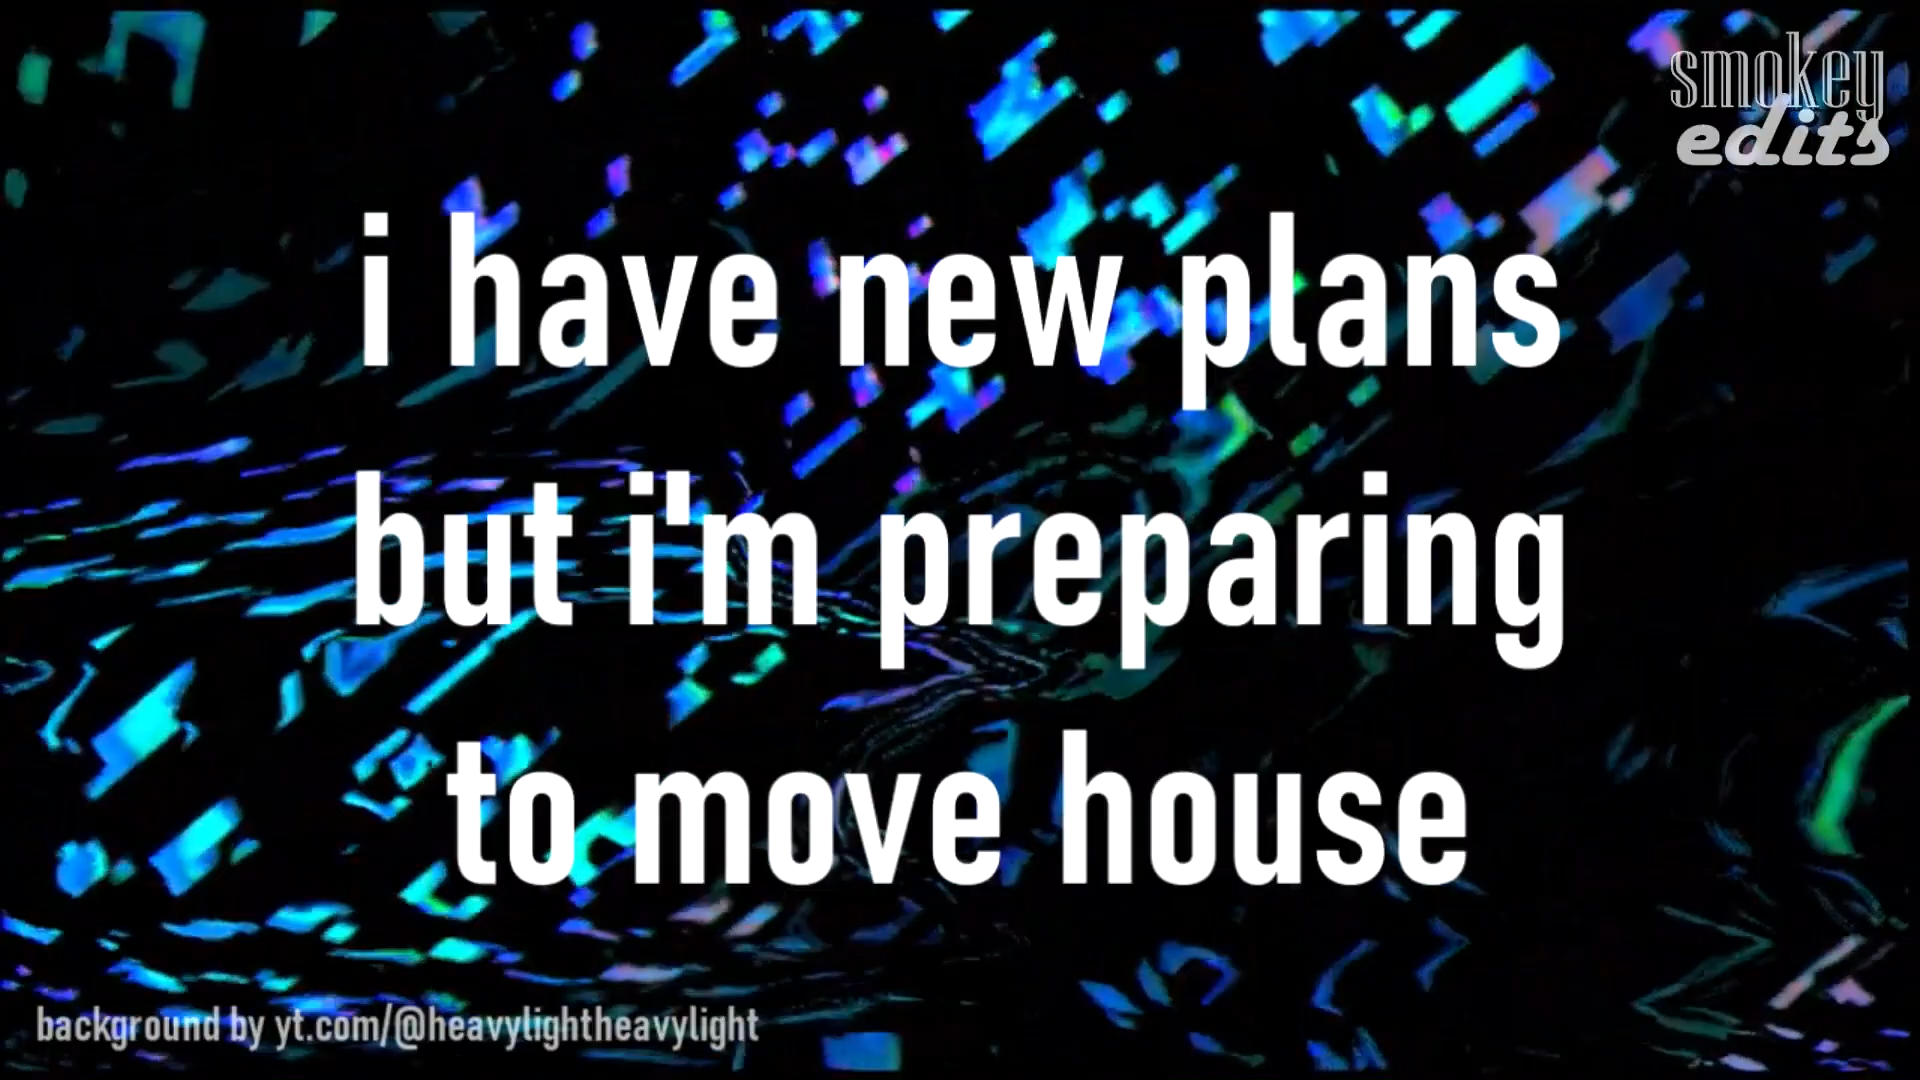 smokey
edits
i have new plans
but i'm preparing
to move house
background by yt.com/@heavylightheavylight